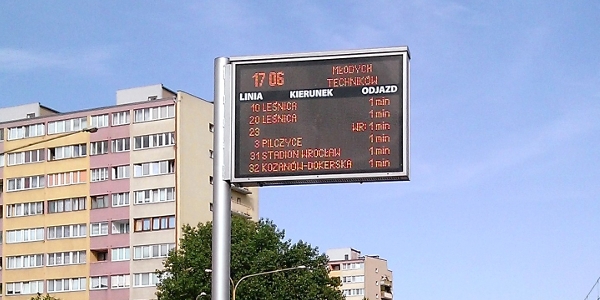 17 06 MŁODYCH
TECHNIKÓW
LINIA KIERUNEK ODJAZD
10 LEŚNICA 1 min
20 LEŚNICA 1 min
23 WR: 1 min
3 PILCZYCE 1 min
31 STADION WROCŁAW 1 min
32 KOZANÓW-DOKERSKA 1 min